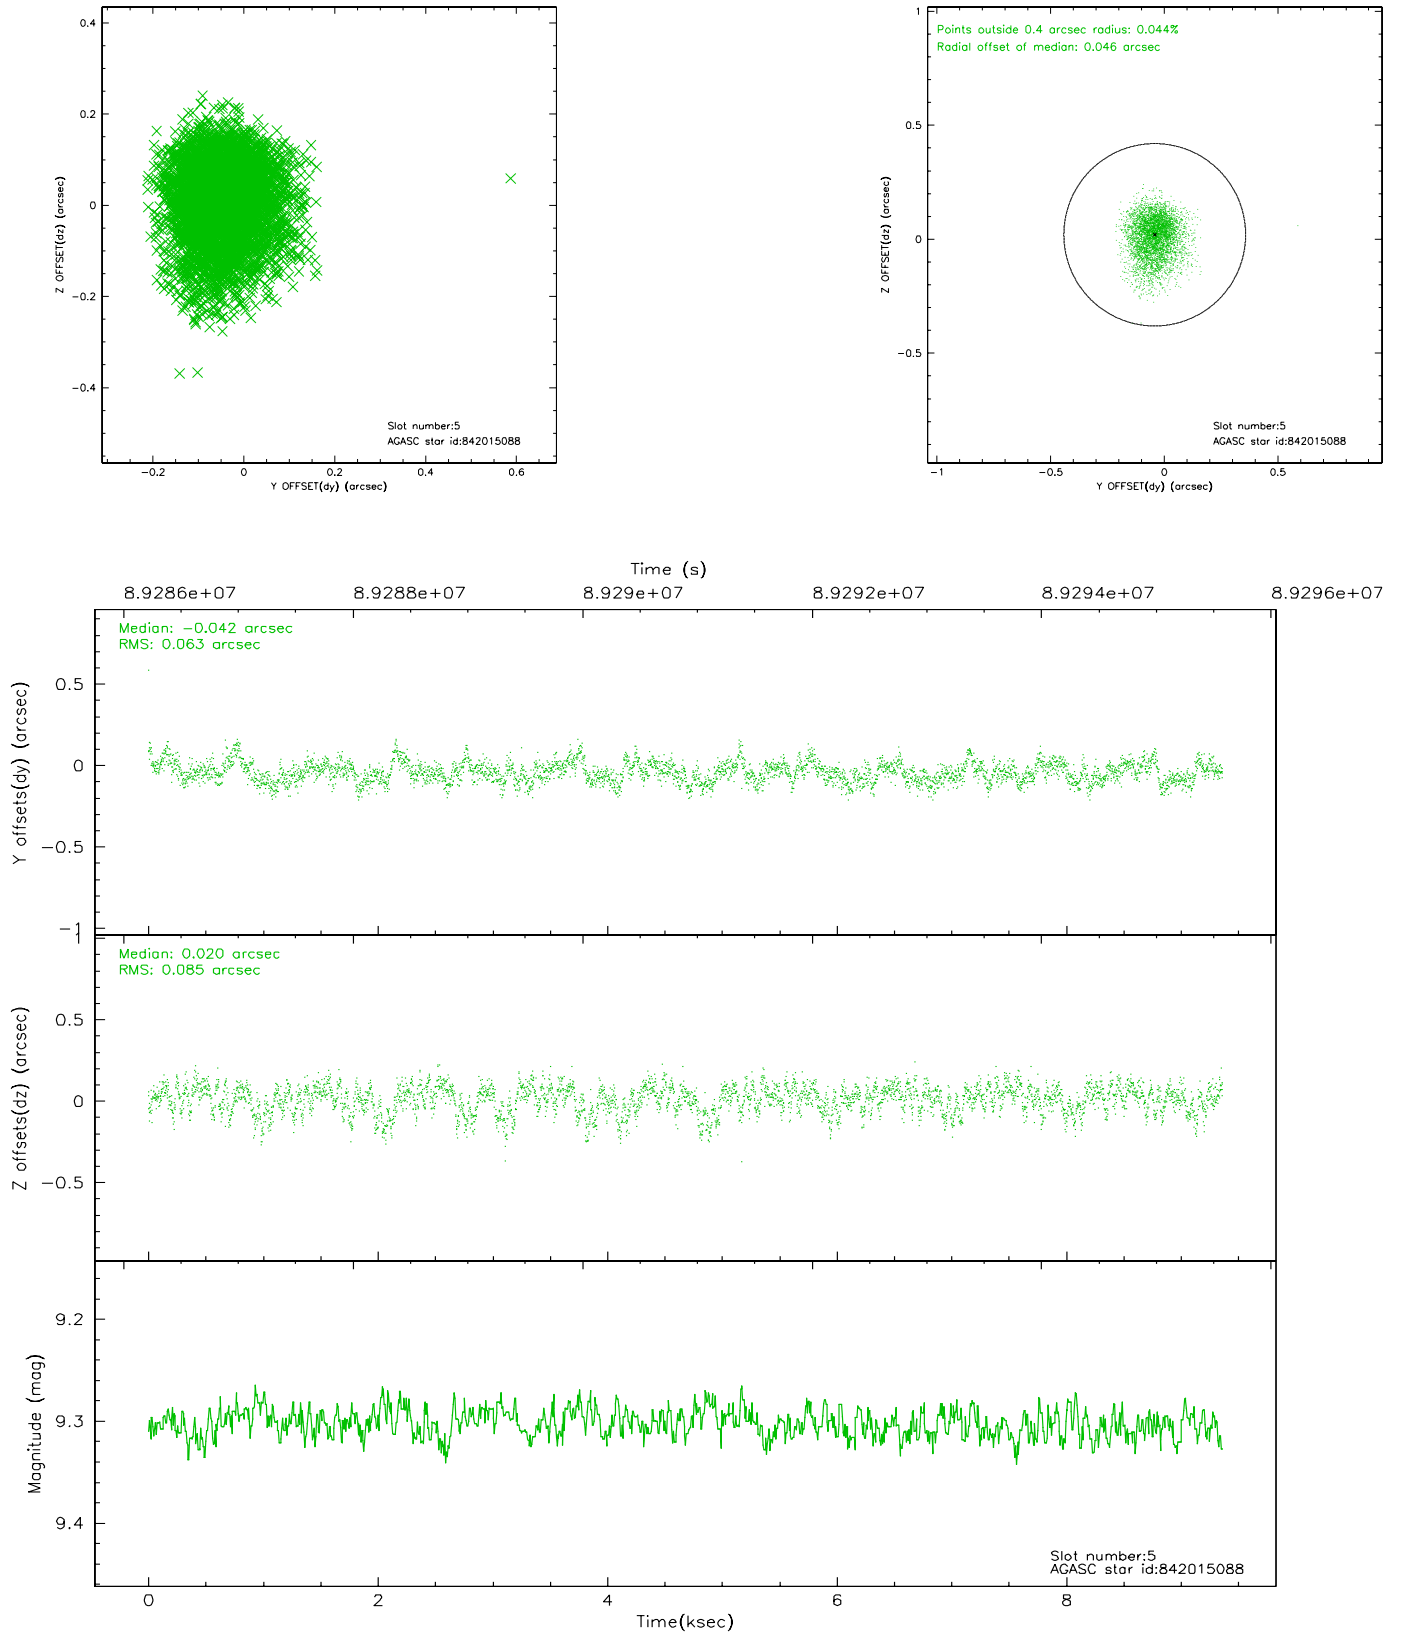 0.4
0.2
0
−0.2
−0.4
Z OFFSET(dz) (arcsec)
Slot number:5
AGASC star id:842015088
−0.2 0 0.2 0.4 0.6
Y OFFSET(dy) (arcsec)
Points outside 0.4 arcsec radius: 0.044%
Radial offset of median: 0.046 arcsec
1
0.5
0
−0.5
Z OFFSET(dz) (arcsec)
Slot number:5
AGASC star id:842015088
−1 −0.5 0 0.5
Y OFFSET(dy) (arcsec)
Time (s)
8.9286e+07 8.9288e+07 8.929e+07 8.9292e+07 8.9294e+07 8.9296e+07
Median: −0.042 arcsec
RMS: 0.063 arcsec
0.5
0
−0.5
−1
Y offsets(dy) (arcsec)
Median: 0.020 arcsec
RMS: 0.085 arcsec
1
0.5
0
−0.5
Z offsets(dz) (arcsec)
9.2
9.3
9.4
Magnitude (mag)
Slot number:5
AGASC star id:842015088
0 2 4 6 8
Time(ksec)